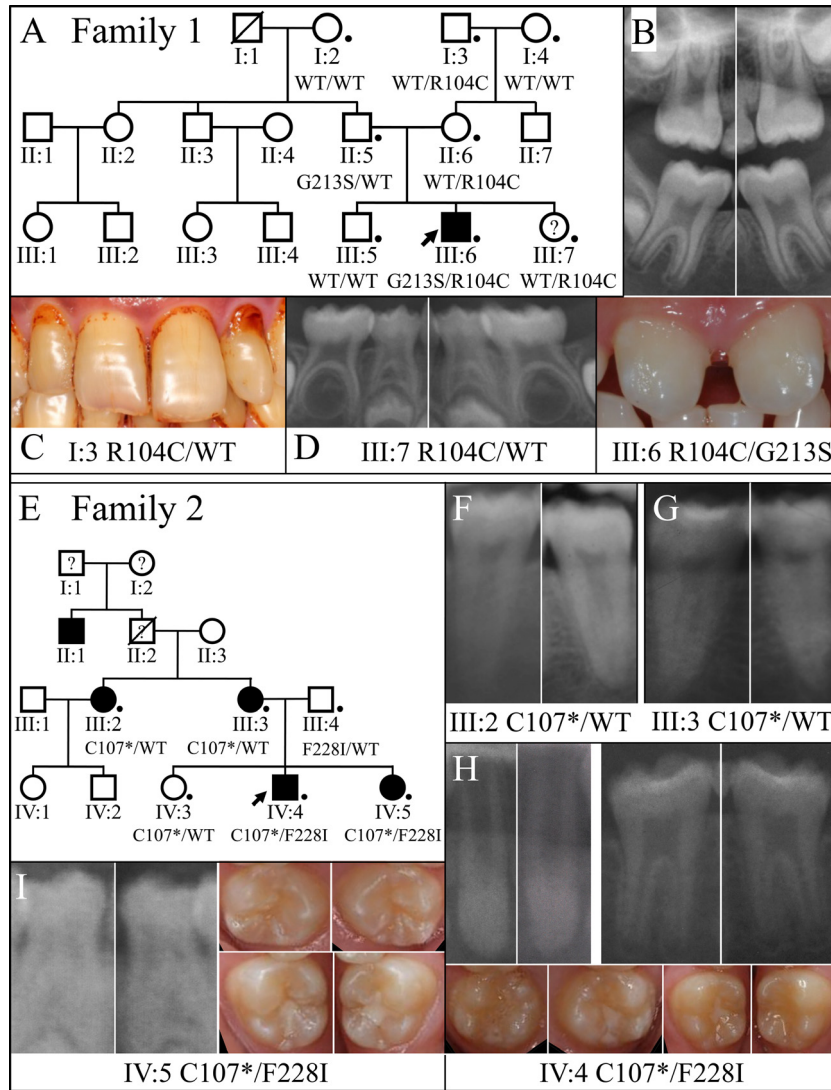 A Family 1
B
I:1 I:2 I:3 I:4
WT/WT WT/R104C WT/WT
II:1 II:2 II:3 II:4 II:5 II:6 II:7
G213S/WT WT/R104C
?
III:1 III:2 III:3 III:4 III:5 III:6 III:7
WT/WT G213S/R104C WT/R104C
C I:3 R104C/WT
D III:7 R104C/WT
III:6 R104C/G213S
E Family 2
F
G
? ?
I:1 I:2
?
II:1 II:2 II:3
III:1 III:2 III:3 III:4
C107*/WT C107*/WT F228I/WT
III:2 C107*/WT
III:3 C107*/WT
H
IV:1 IV:2 IV:3 IV:4 IV:5
C107*/WT C107*/F228I C107*/F228I
I
IV:5 C107*/F228I
IV:4 C107*/F228I